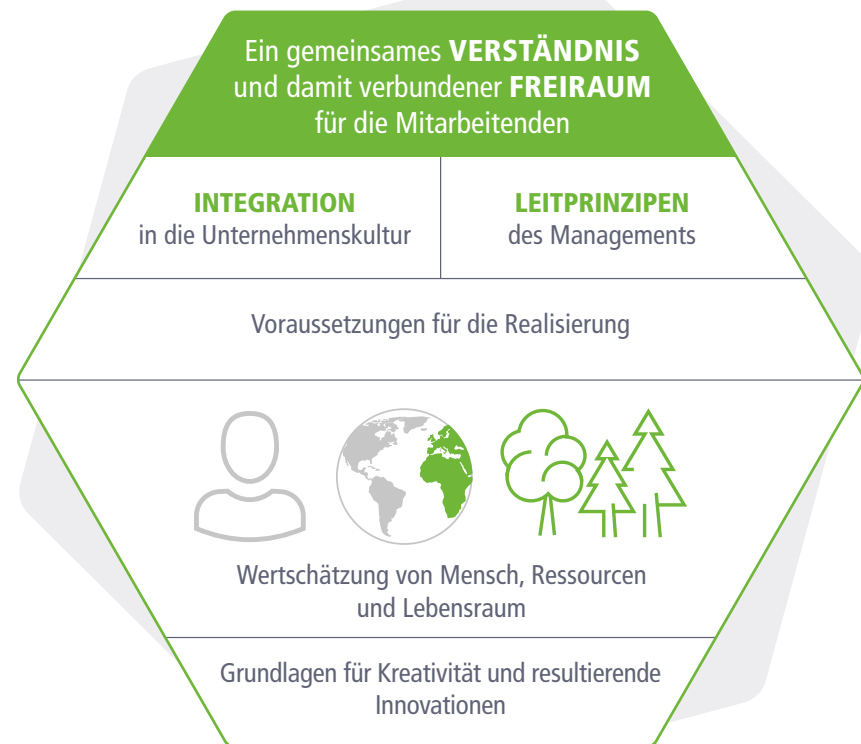 Ein gemeinsames VERSTÄNDNIS
und damit verbundener FREIRAUM
für die Mitarbeitenden
INTEGRATION
in die Unternehmenskultur
LEITPRINZIPEN
des Managements
Voraussetzungen für die Realisierung
Wertschätzung von Mensch, Ressourcen
und Lebensraum
Grundlagen für Kreativität und resultierende
Innovationen